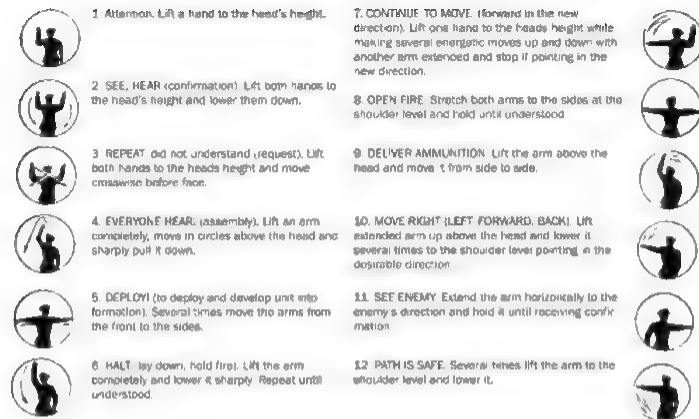 1 Attention. Lift a hand to the head's height.
2 SEE, HEAR (confirmation) Lift both hands to
the head's height and lower them down.
3 REPEAT did not understand (request). Lift
both hands to the heads height and move
crosswise before face.
4. EVERYONE HEAR. (assembly). Lift an arm
completely, move in circles above the head and
sharply pull it down.
5. DEPLOY! (to deploy and develop unit into
formation). Several times move the arms from
the front to the sides.
6 HALT lay down, hold fire!. Lift the arm
completely and lower it sharply Repeat until
understood.
7. CONTINUE TO MOVE (forward in the new
direction). Lift one hand to the heads height while
making several energetic moves up and down with
another arm extended and stop if pointing in the
new direction.
8. OPEN FIRE Stretch both arms to the sides at the
shoulder level and hold until understood
9. DELIVER AMMUNITION Lift the arm above the
head and move it from side to side.
10. MOVE RIGHT (LEFT FORWARD, BACK). Lift
extended arm up above the head and lower it
several times to the shoulder level pointing in the
desirable direction
11. SEE ENEMY Extend the arm horizontally to the
enemy's direction and hold it until receiving confir
mation
12 PATH IS SAFE. Several times lift the arm to the
shoulder level and lower it.